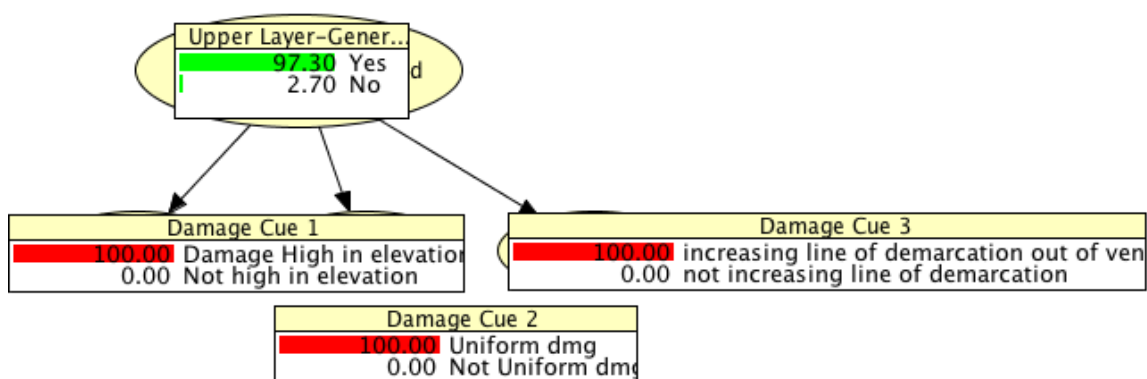 Upper Layer-Gener...
97.30 Yes
d
2.70 No
Damage Cue 1
100.00 Damage High in elevation
0.00 Not high in elevation
Damage Cue 3
100.00 increasing line of demarcation out of ven
0.00 not increasing line of demarcation
Damage Cue 2
100.00 Uniform dmg
0.00 Not Uniform dmg